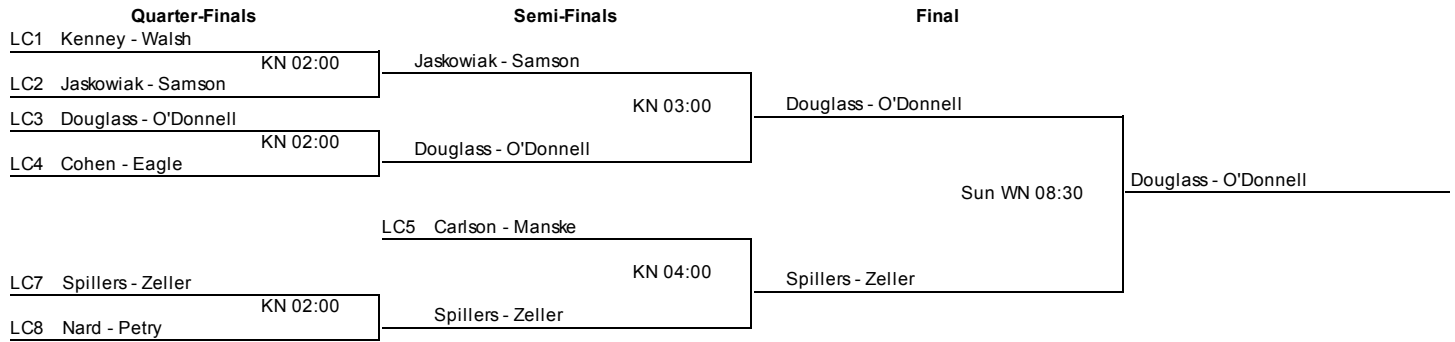 Quarter-Finals Semi-Finals Final
LC1 Kenney - Walsh
KN 02:00
Jaskowiak - Samson
LC2 Jaskowiak - Samson
KN 03:00
Douglass - O'Donnell
LC3 Douglass - O'Donnell
KN 02:00
Douglass - O'Donnell
LC4 Cohen - Eagle
Sun WN 08:30
Douglass - O'Donnell
LC5 Carlson - Manske
KN 04:00
Spillers - Zeller
LC7 Spillers - Zeller
KN 02:00
Spillers - Zeller
LC8 Nard - Petry